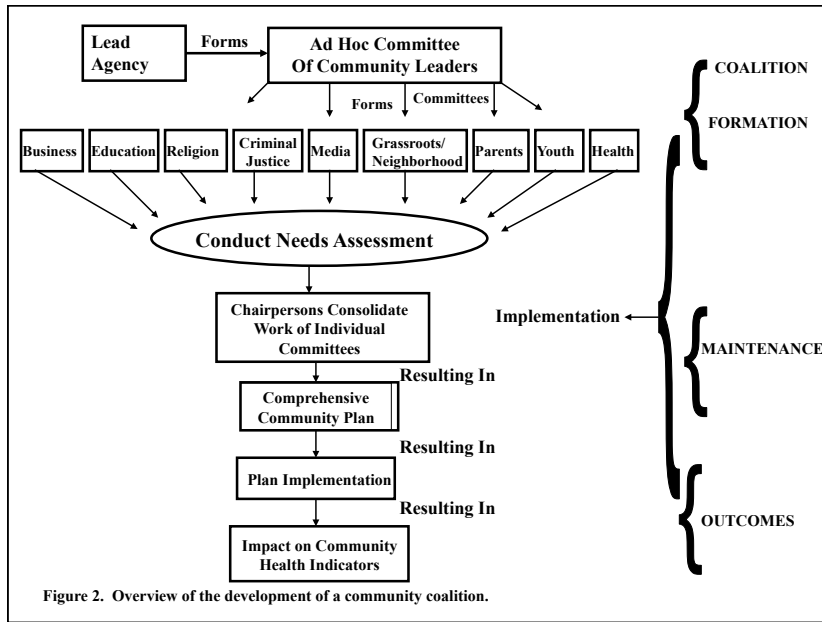 Lead
Agency
Forms
Ad Hoc Committee
Of Community Leaders
Forms
Committees
Business
Education
Religion
Criminal
Justice
Media
Grassroots/
Neighborhood
Parents
Youth
Health
Conduct Needs Assessment
Chairpersons Consolidate
Work of Individual
Committees
Resulting In
Comprehensive
Community Plan
Resulting In
Plan Implementation
Resulting In
Impact on Community
Health Indicators
Implementation
COALITION
FORMATION
MAINTENANCE
OUTCOMES
Figure 2. Overview of the development of a community coalition.